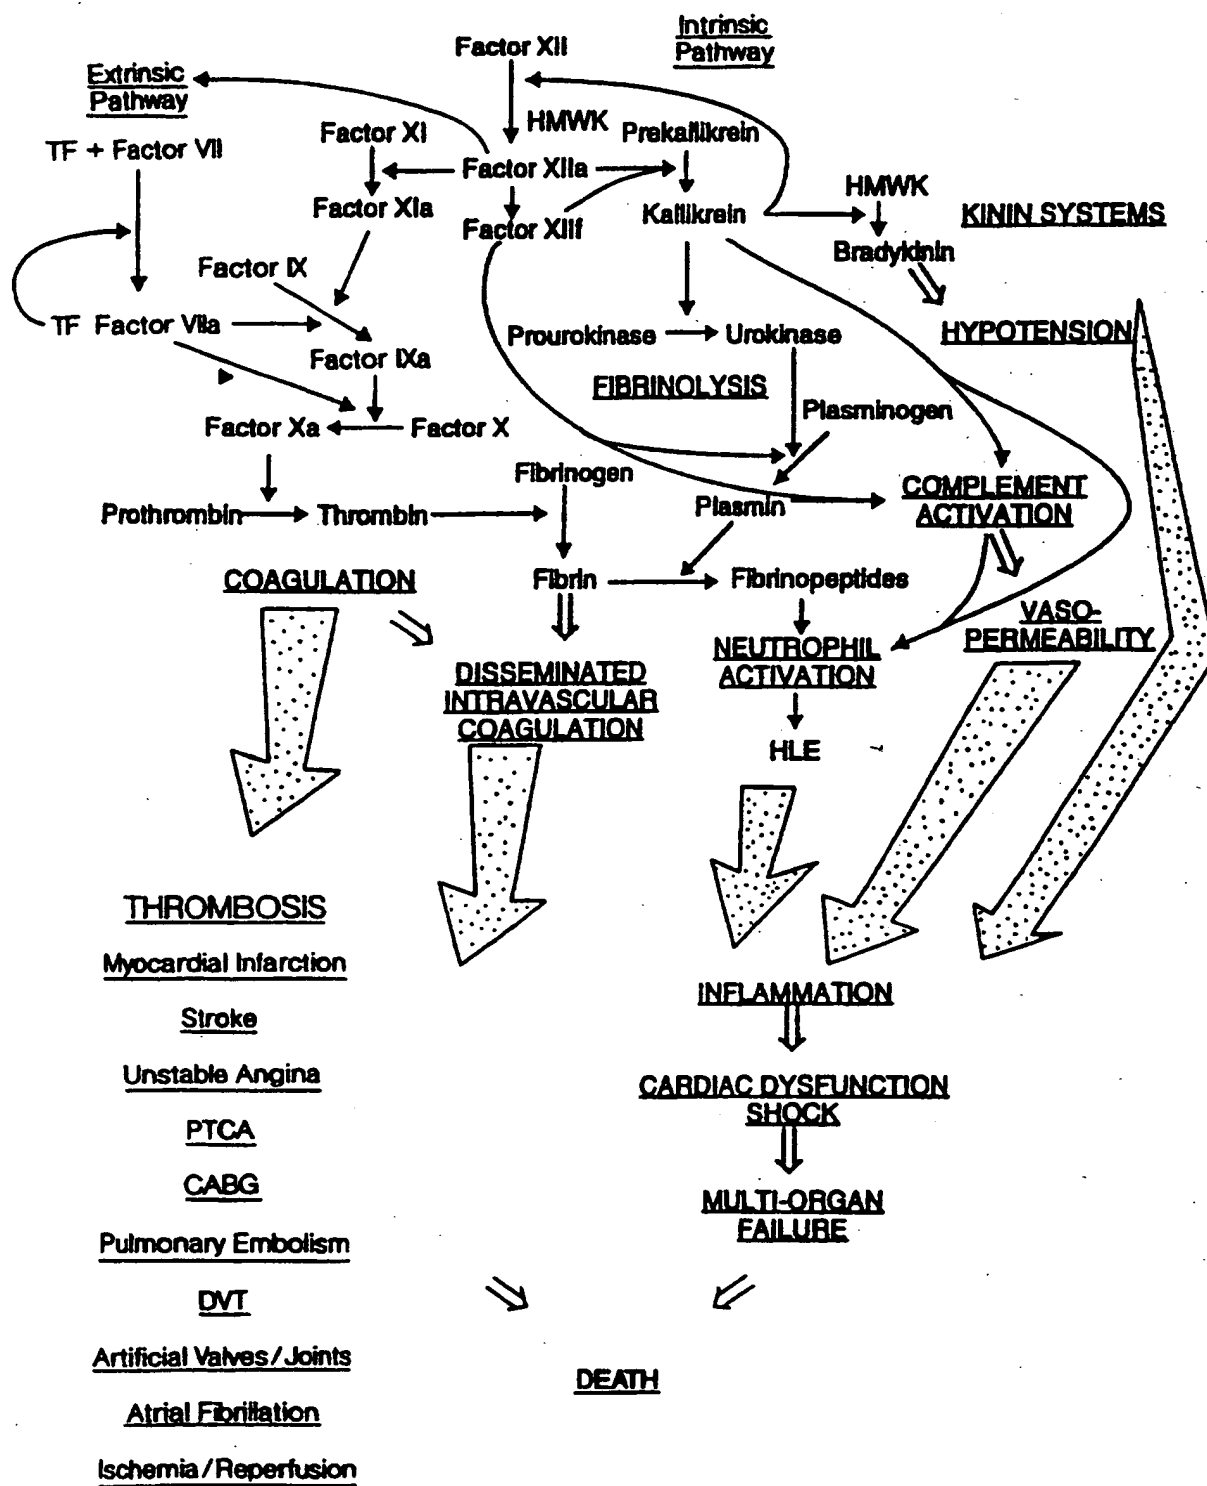 Intrinsic
Pathway
Factor XII
Extrinsic
Pathway
HMWK
Factor XI
Prekallikrein
TF + Factor VII
Factor XIIa
HMWK
Factor XIa
Factor XIIf
Kallikrein
KININ SYSTEMS
Bradykinin
Factor IX
TF Factor VIIa
Prourokinase
Urokinase
HYPOTENSION
Factor IXa
FIBRINOLYSIS
Plasminogen
Factor Xa
Factor X
Fibrinogen
COMPLEMENT
ACTIVATION
Plasmin
Prothrombin
Thrombin
COAGULATION
Fibrin
Fibrinopeptides
VASO-
PERMEABILITY
NEUTROPHIL
ACTIVATION
DISSEMINATED
INTRAVASCULAR
COAGULATION
HLE
THROMBOSIS
Myocardial Infarction
Stroke
Unstable Angina
PTCA
CABG
Pulmonary Embolism
DVT
Artificial Valves/Joints
Atrial Fibrillation
Ischemia/Reperfusion
INFLAMMATION
CARDIAC DYSFUNCTION
SHOCK
MULTI-ORGAN
FAILURE
DEATH